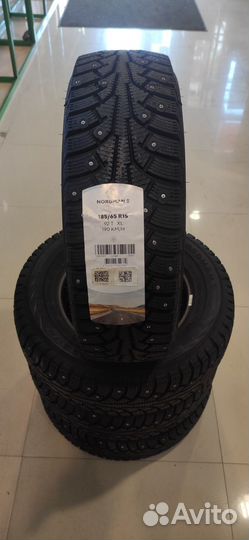 NORDMAN 5
185/65 R15
92 T XL
190 KM/H
Avito